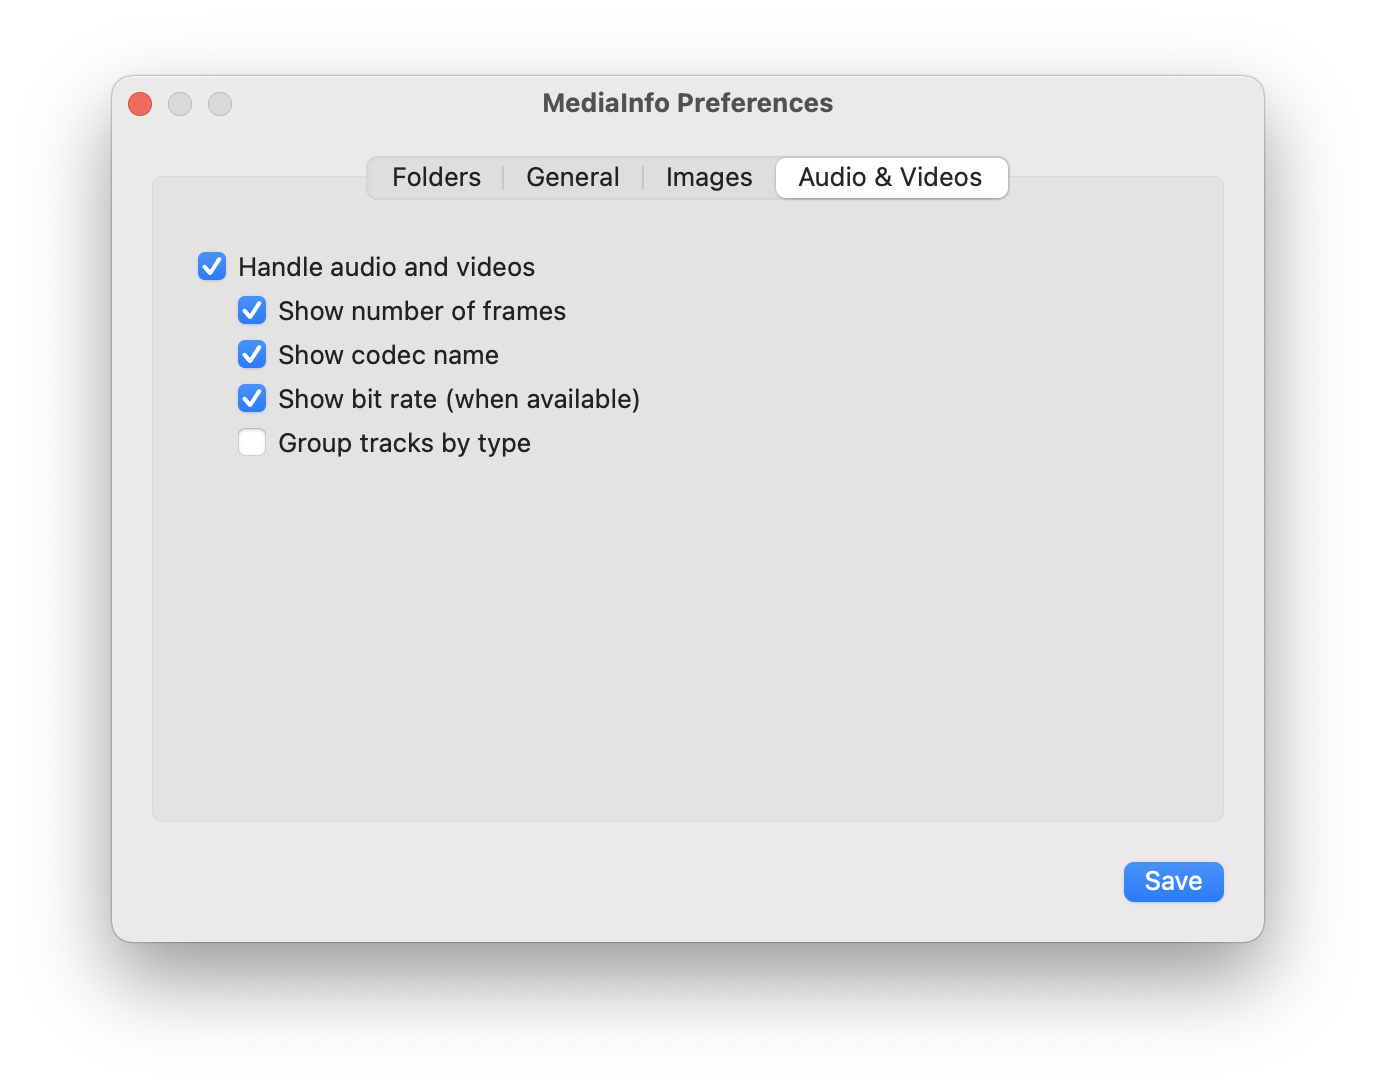 MediaInfo Preferences
Folders General Images Audio & Videos
Handle audio and videos
Show number of frames
Show codec name
Show bit rate (when available)
Group tracks by type
Save